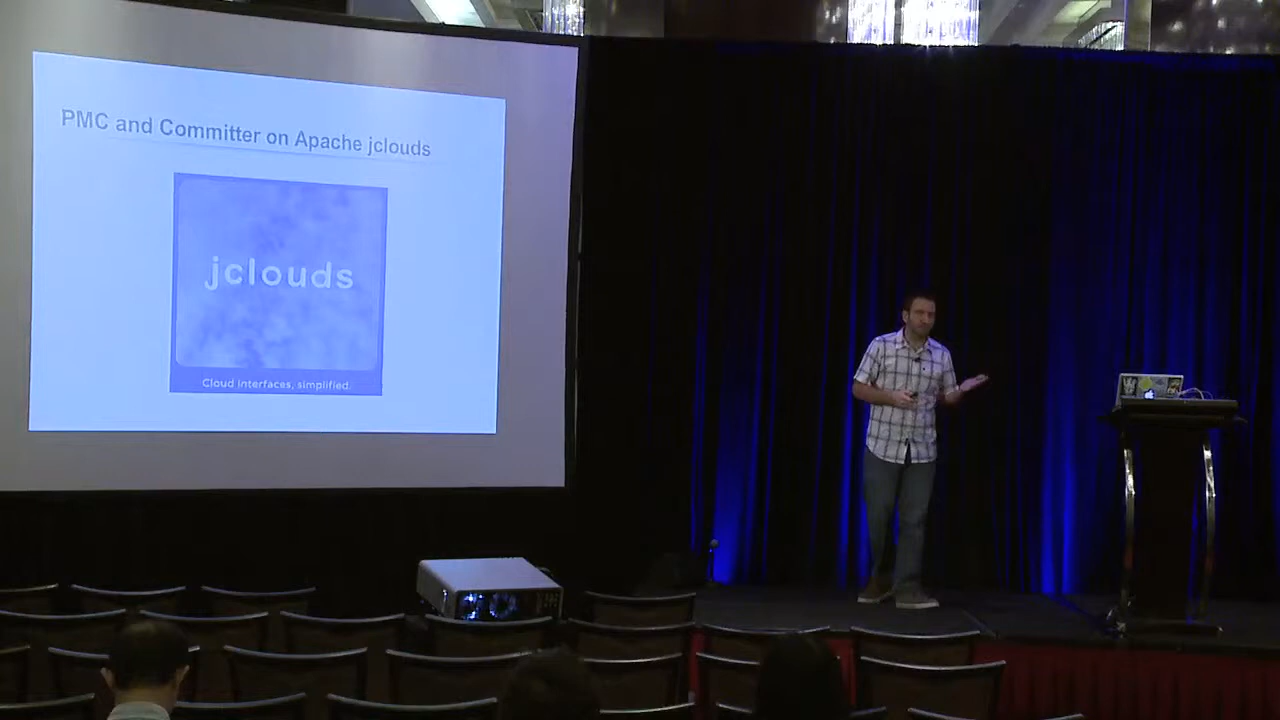 PMC and Committer on Apache jclouds
jclouds
Cloud interfaces, simplified.